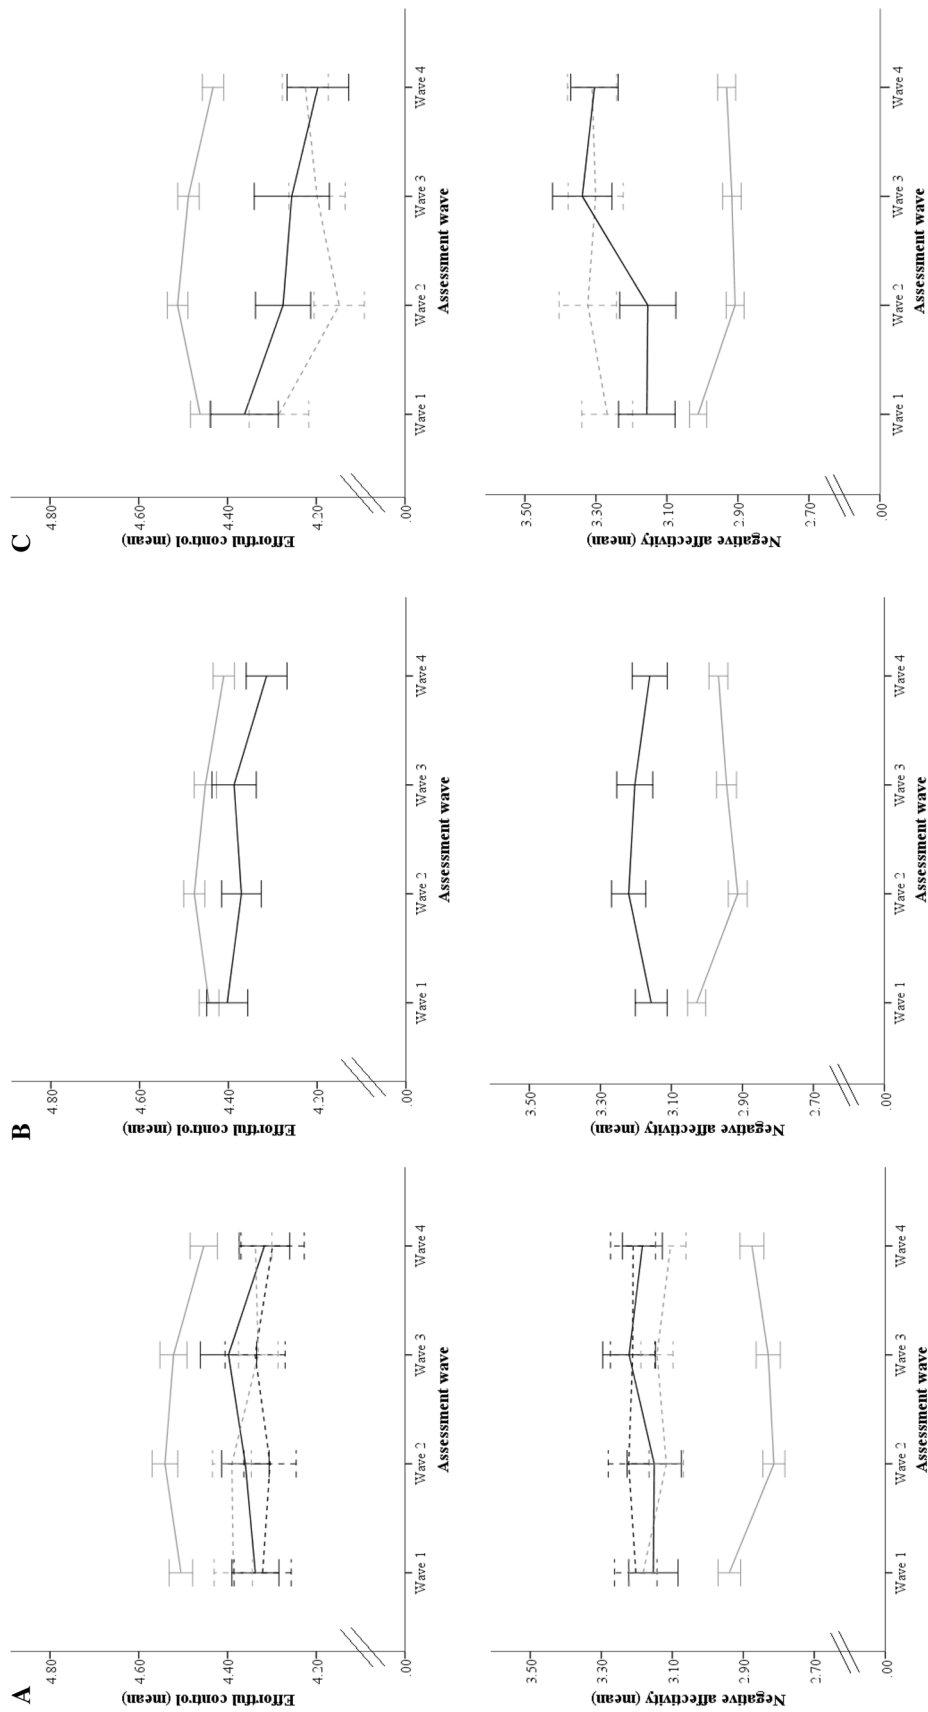 A
Effortful control (mean)
4.80
4.60
4.40
4.20
.00
Wave 1 Wave 2 Wave 3 Wave 4
Assessment wave
Negative affectivity (mean)
3.50
3.30
3.10
2.90
2.70
.00
Wave 1 Wave 2 Wave 3 Wave 4
Assessment wave
B
Effortful control (mean)
4.80
4.60
4.40
4.20
.00
Wave 1 Wave 2 Wave 3 Wave 4
Assessment wave
Negative affectivity (mean)
3.50
3.30
3.10
2.90
2.70
.00
Wave 1 Wave 2 Wave 3 Wave 4
Assessment wave
C
Effortful control (mean)
4.80
4.60
4.40
4.20
.00
Wave 1 Wave 2 Wave 3 Wave 4
Assessment wave
Negative affectivity (mean)
3.50
3.30
3.10
2.90
2.70
.00
Wave 1 Wave 2 Wave 3 Wave 4
Assessment wave